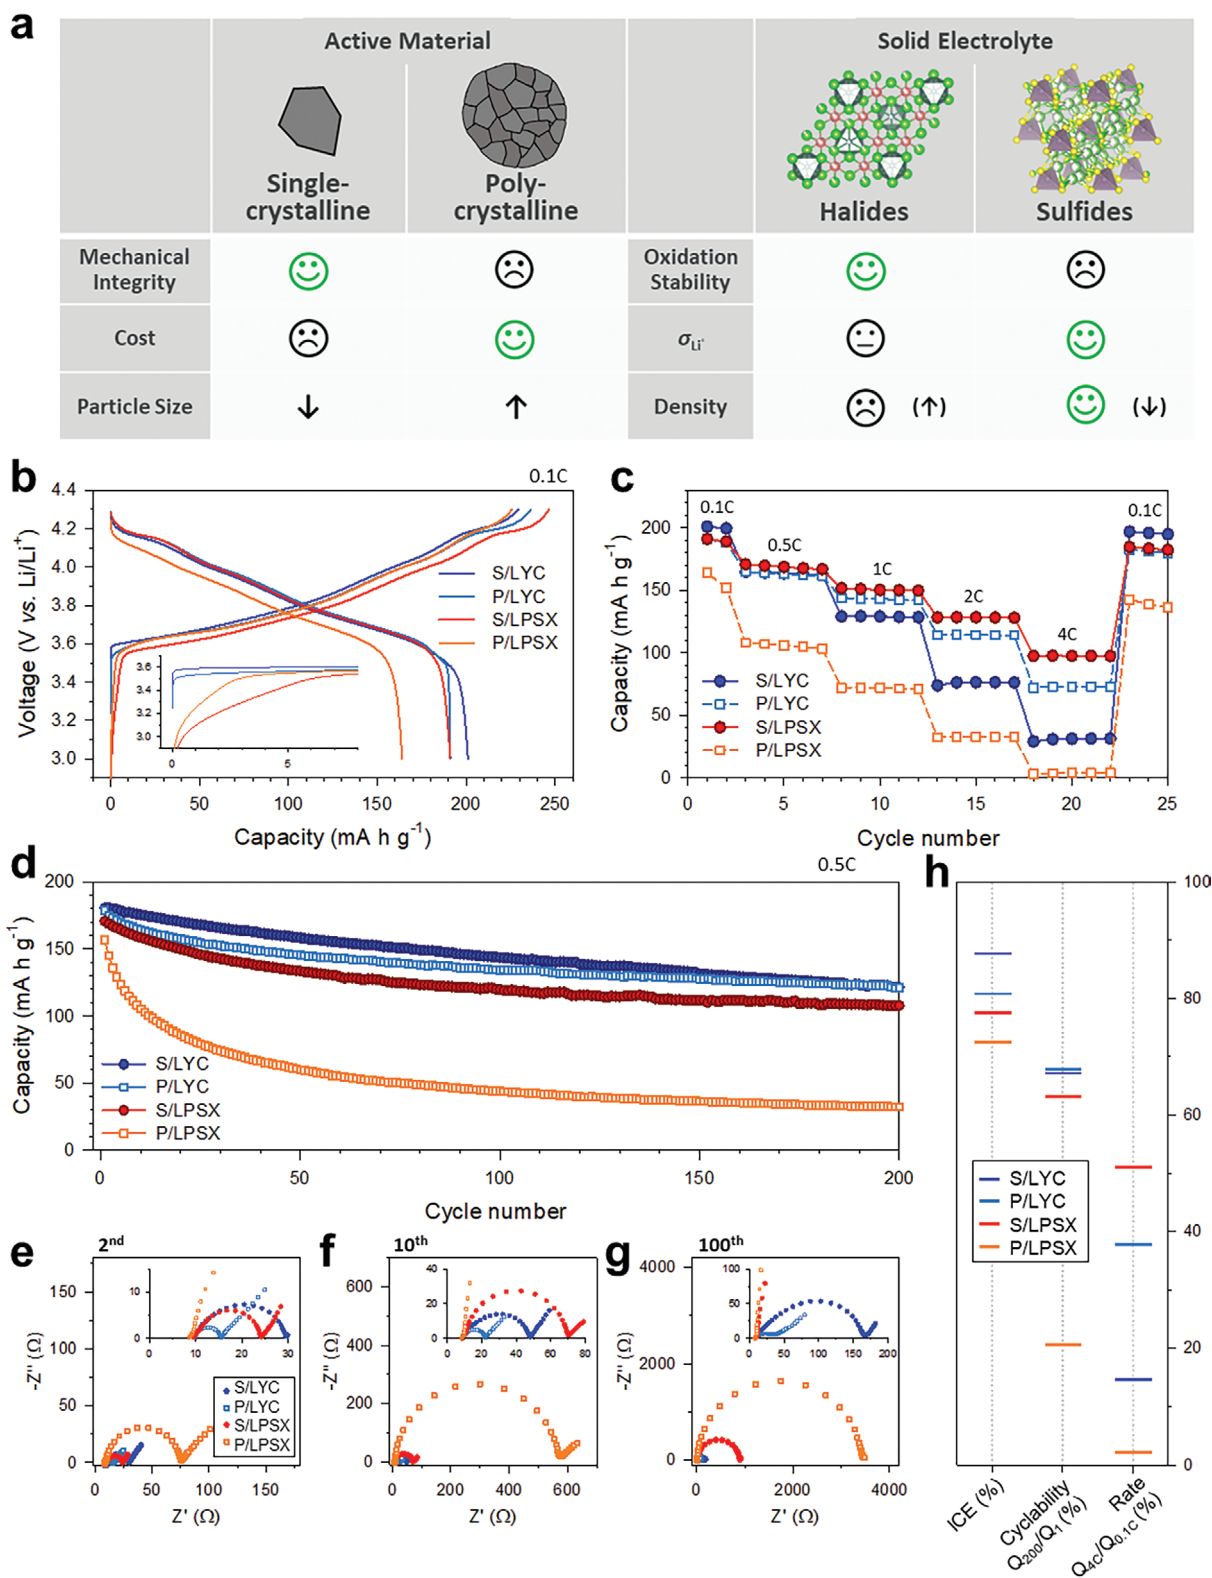 a
Active Material
Solid Electrolyte
Single-
crystalline
Poly-
crystalline
Halides
Sulfides
Mechanical
Integrity
Oxidation
Stability
Cost
σLi+
Particle Size
↓
↑
Density
(↑)
(↓)
b
0.1C
4.4
4.2
4.0
3.8
3.6
3.4
3.2
3.0
Voltage (V vs. Li/Li+)
S/LYC
P/LYC
S/LPSX
P/LPSX
3.6
3.4
3.2
3.0
0
5
0
50
100
150
200
250
Capacity (mA h g-1)
c
0.1C
0.5C
1C
2C
4C
0.1C
200
150
100
50
0
Capacity (mA h g-1)
S/LYC
P/LYC
S/LPSX
P/LPSX
0
5
10
15
20
25
Cycle number
d
0.5C
200
150
100
50
0
Capacity (mA h g-1)
S/LYC
P/LYC
S/LPSX
P/LPSX
0
50
100
150
200
Cycle number
e
2nd
150
100
50
0
-Z'' (Ω)
15
10
5
0
0
10
20
30
S/LYC
P/LYC
S/LPSX
P/LPSX
0
50
100
150
Z' (Ω)
f
10th
600
400
200
0
-Z'' (Ω)
40
20
0
0
20
40
60
80
0
200
400
600
Z' (Ω)
g
100th
4000
2000
0
-Z'' (Ω)
100
50
0
0
50
100
150
200
0
2000
4000
Z' (Ω)
h
100
80
60
40
20
0
S/LYC
P/LYC
S/LPSX
P/LPSX
ICE (%)
Cyclability
Q200/Q1 (%)
Rate
Q4C/Q0.1C (%)